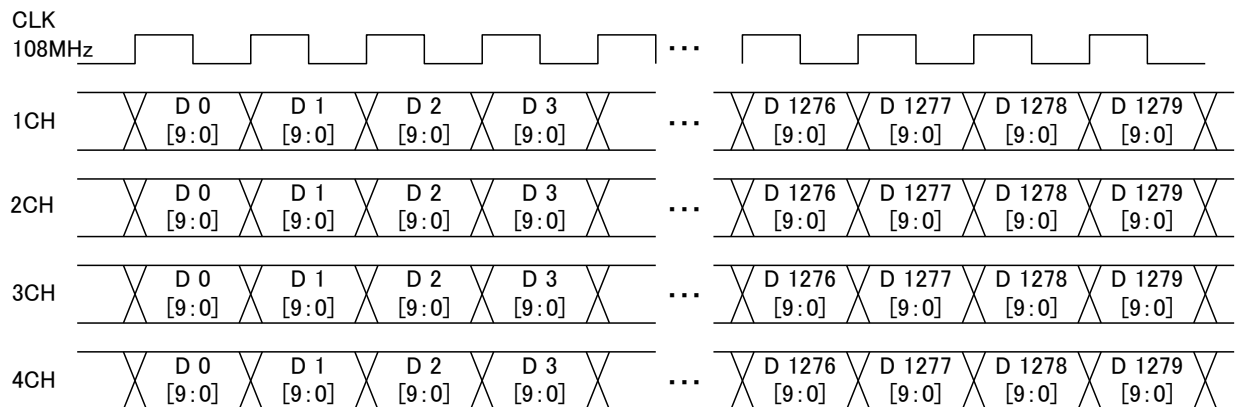 CLK
108MHz
...
1CH
D 0 D 1 D 2 D 3 ... D 1276 D 1277 D 1278 D 1279
[9:0] [9:0] [9:0] [9:0] [9:0] [9:0] [9:0] [9:0]
2CH
D 0 D 1 D 2 D 3 ... D 1276 D 1277 D 1278 D 1279
[9:0] [9:0] [9:0] [9:0] [9:0] [9:0] [9:0] [9:0]
3CH
D 0 D 1 D 2 D 3 ... D 1276 D 1277 D 1278 D 1279
[9:0] [9:0] [9:0] [9:0] [9:0] [9:0] [9:0] [9:0]
4CH
D 0 D 1 D 2 D 3 ... D 1276 D 1277 D 1278 D 1279
[9:0] [9:0] [9:0] [9:0] [9:0] [9:0] [9:0] [9:0]